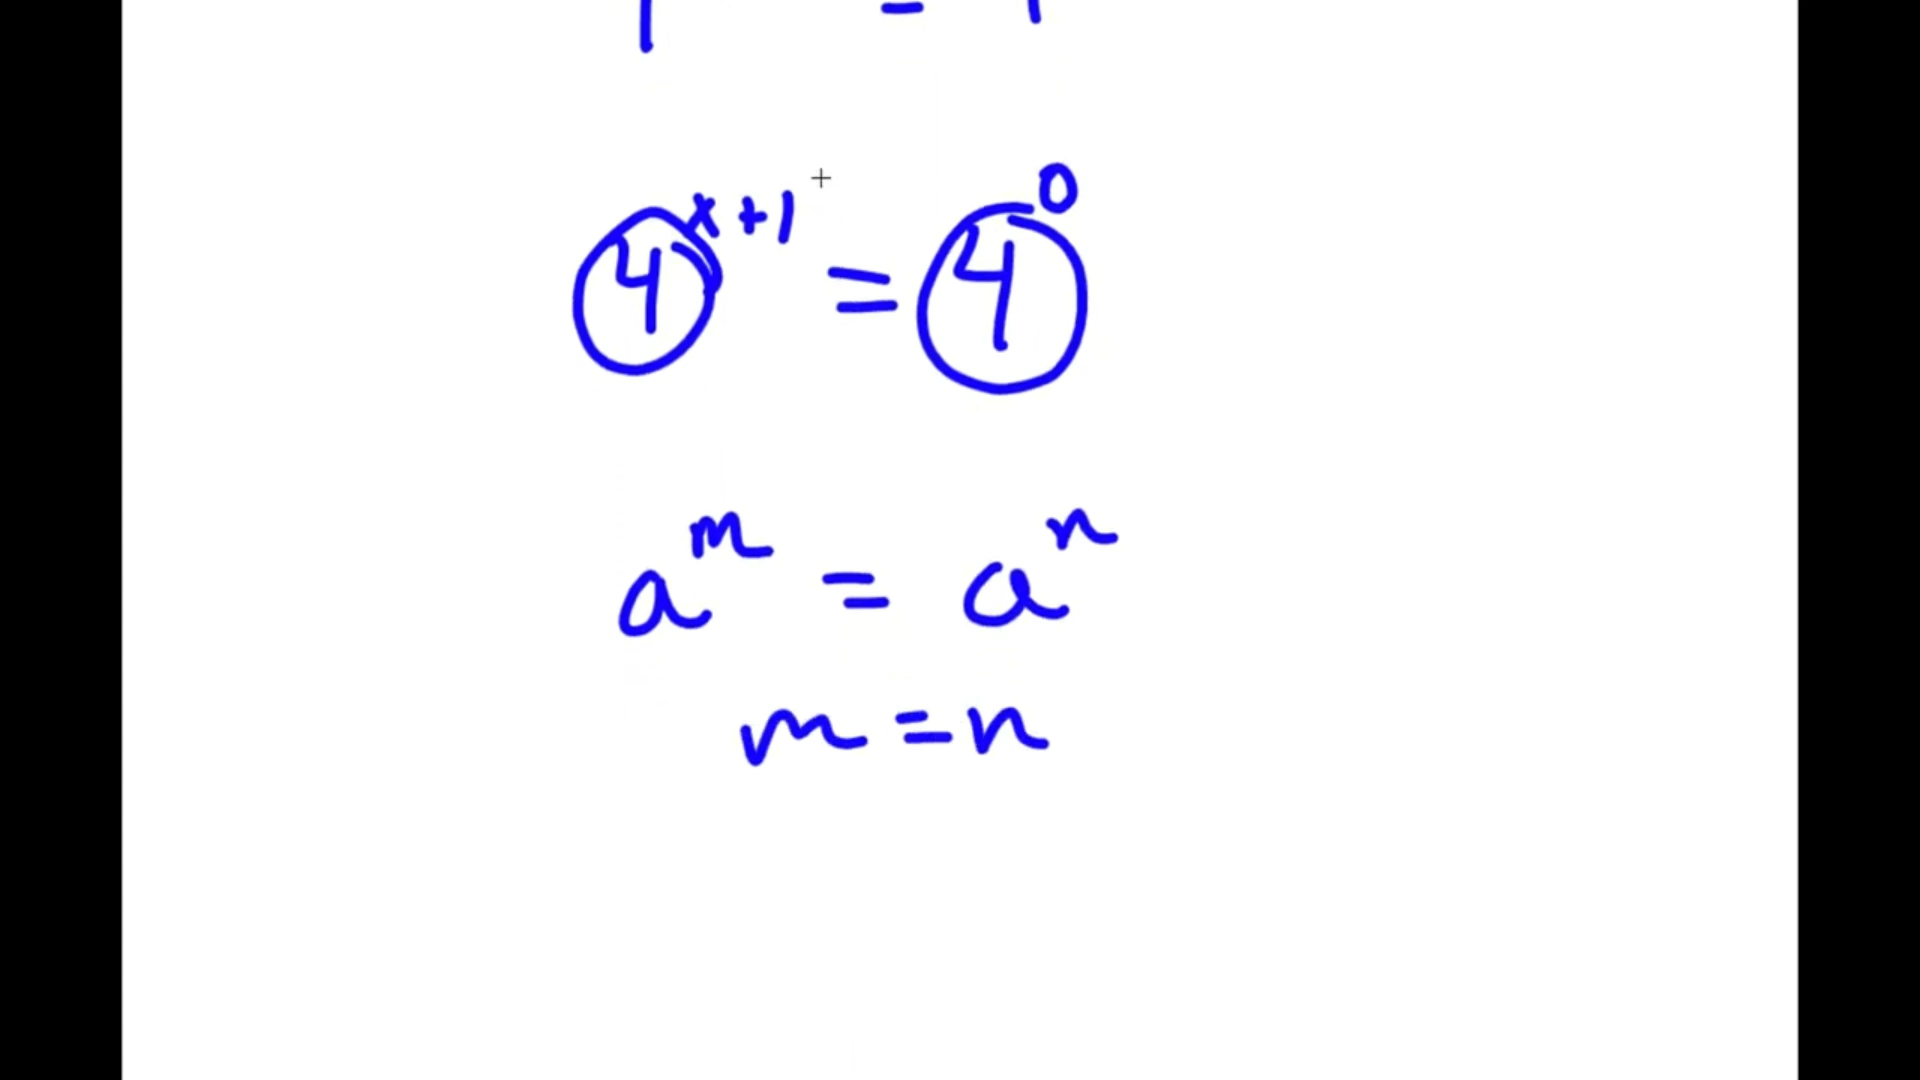 4^{x+1} = 4^0
a^m = a^n
m = n